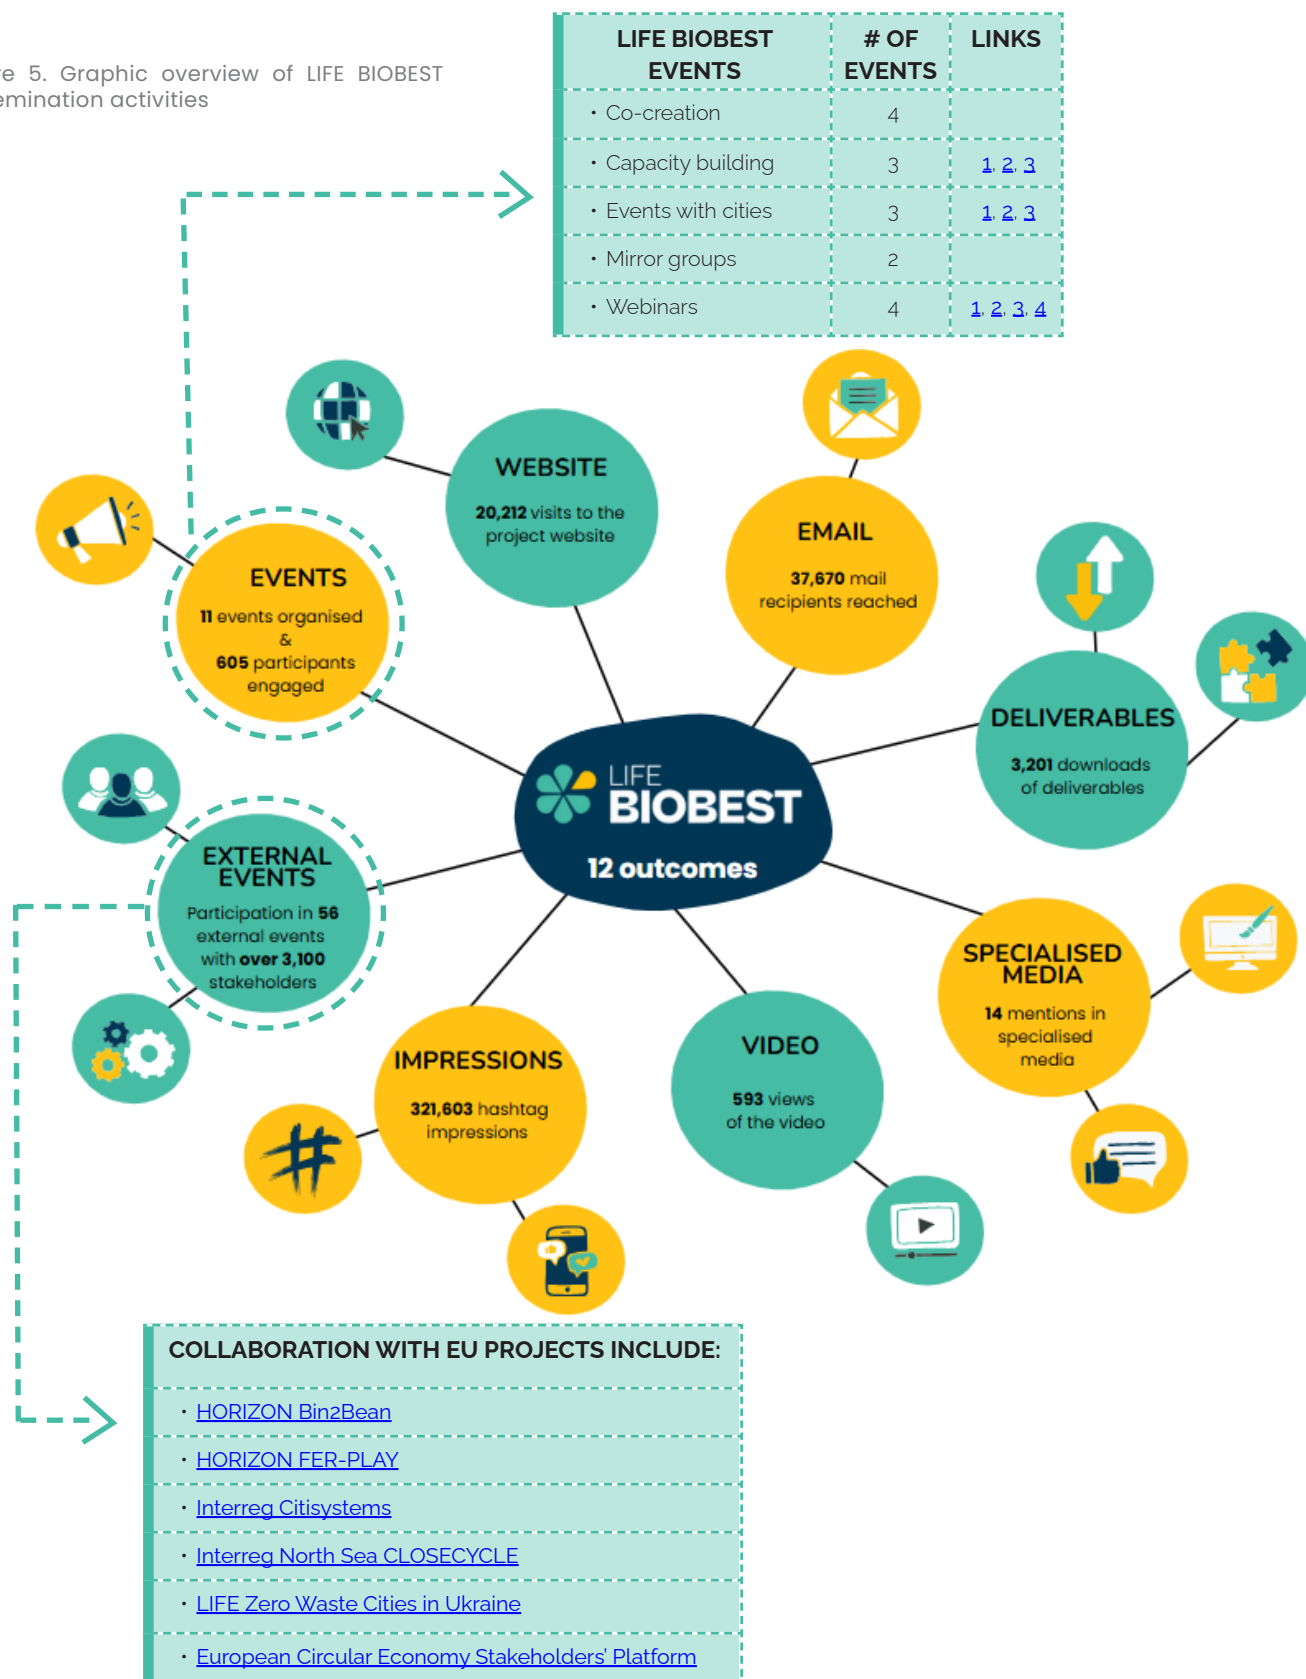 LIFE BIOBEST # OF LINKS
EVENTS EVENTS
• Co-creation 4
• Capacity building 3 1, 2, 3
• Events with cities 3 1, 2, 3
• Mirror groups 2
• Webinars 4 1, 2, 3, 4
5. Graphic overview of LIFE BIOBEST
activities
WEBSITE
20,212 visits to the
project website
EMAIL
37,670 mail
recipients reached
EVENTS
11 events organised
&
605 participants
engaged
DELIVERABLES
3,201 downloads
of deliverables
LIFE
BIOBEST
12 outcomes
EXTERNAL
EVENTS
Participation in 56
external events
with over 3,100
stakeholders
SPECIALISED
MEDIA
14 mentions in
specialised
media
IMPRESSIONS
321,603 hashtag
impressions
#
VIDEO
593 views
of the video
COLLABORATION WITH EU PROJECTS INCLUDE:
• HORIZON Bin2Bean
• HORIZON FER-PLAY
• Interreg Citisystems
• Interreg North Sea CLOSECYCLE
• LIFE Zero Waste Cities in Ukraine
• European Circular Economy Stakeholders' Platform